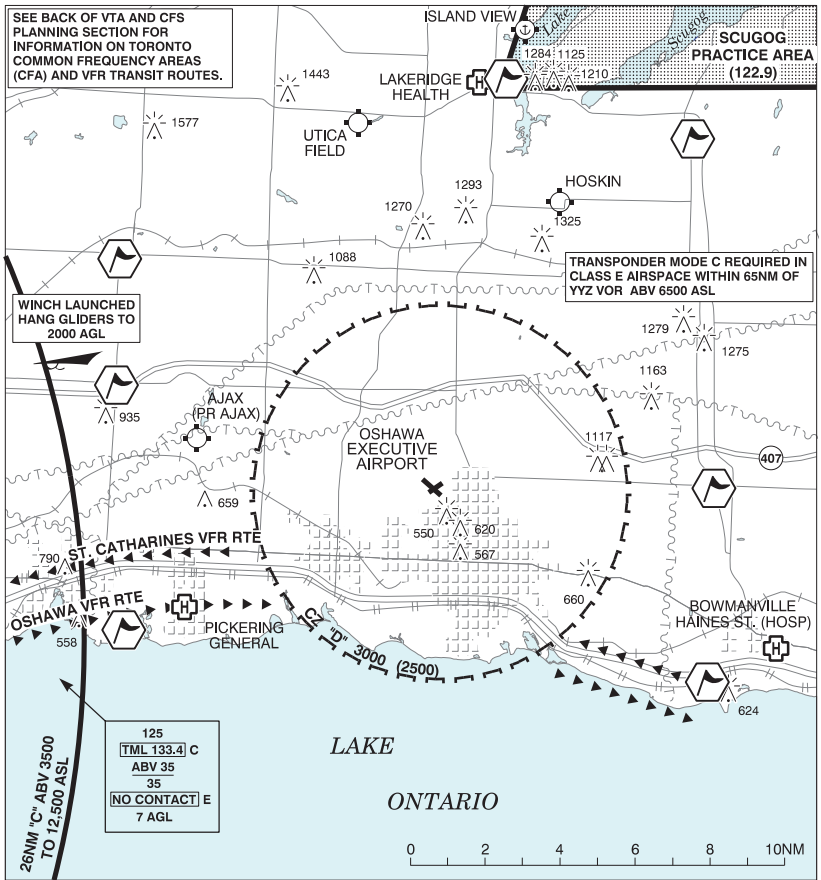 SEE BACK OF VTA AND CFS
PLANNING SECTION FOR
INFORMATION ON TORONTO
COMMON FREQUENCY AREAS
(CFA) AND VFR TRANSIT ROUTES.
ISLAND VIEW
Lake
Scugog
SCUGOG
PRACTICE AREA
(122.9)
1284
1125
1210
LAKERIDGE
HEALTH
H
1443
1577
UTICA
FIELD
HOSKIN
1293
1270
1325
1088
TRANSPONDER MODE C REQUIRED IN
CLASS E AIRSPACE WITHIN 65NM OF
YYZ VOR ABV 6500 ASL
WINCH LAUNCHED
HANG GLIDERS TO
2000 AGL
1279
1275
1163
935
AJAX
(PR AJAX)
OSHAWA
EXECUTIVE
AIRPORT
1117
407
659
550
620
567
ST. CATHARINES VFR RTE
790
660
OSHAWA VFR RTE
558
H
PICKERING
GENERAL
CZ "D" 3000 (2500)
BOWMANVILLE
HAINES ST. (HOSP)
H
624
125
TML 133.4 C
ABV 35
35
NO CONTACT E
7 AGL
26NM "C" ABV 3500
TO 12,500 ASL
LAKE
ONTARIO
0 2 4 6 8 10NM